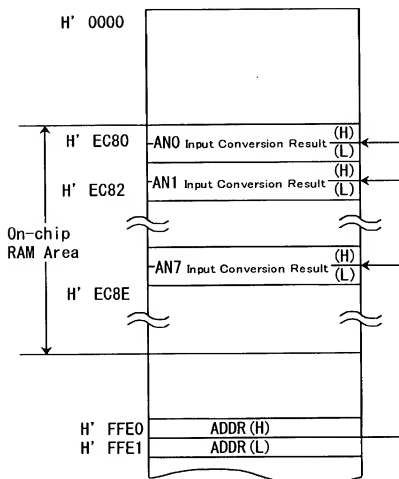 H' 0000
H' EC80
AN0 Input Conversion Result
(H)
(L)
H' EC82
AN1 Input Conversion Result
(H)
(L)
On-chip
RAM Area
AN7 Input Conversion Result
(H)
(L)
H' EC8E
H' FFE0
ADDR(H)
H' FFE1
ADDR(L)